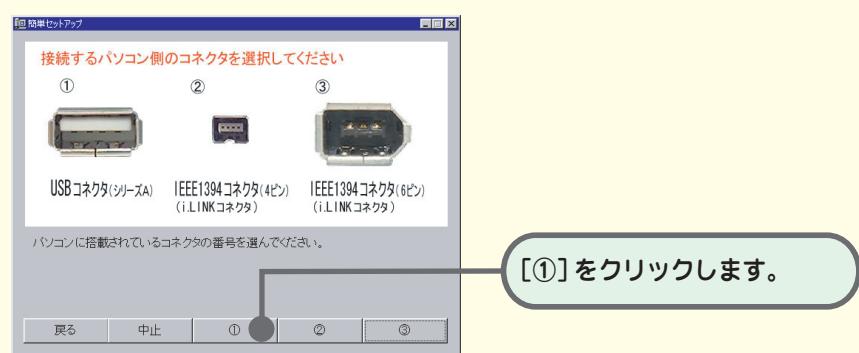 簡単セットアップ
接続するパソコン側のコネクタを選択してください
① ② ③
USBコネクタ(シリーズA) IEEE1394コネクタ(4ピン) IEEE1394コネクタ(6ピン)
(i.LINKコネクタ) (i.LINKコネクタ)
パソコンに搭載されているコネクタの番号を選んでください。
[①]をクリックします。
戻る 中止 ① ② ③